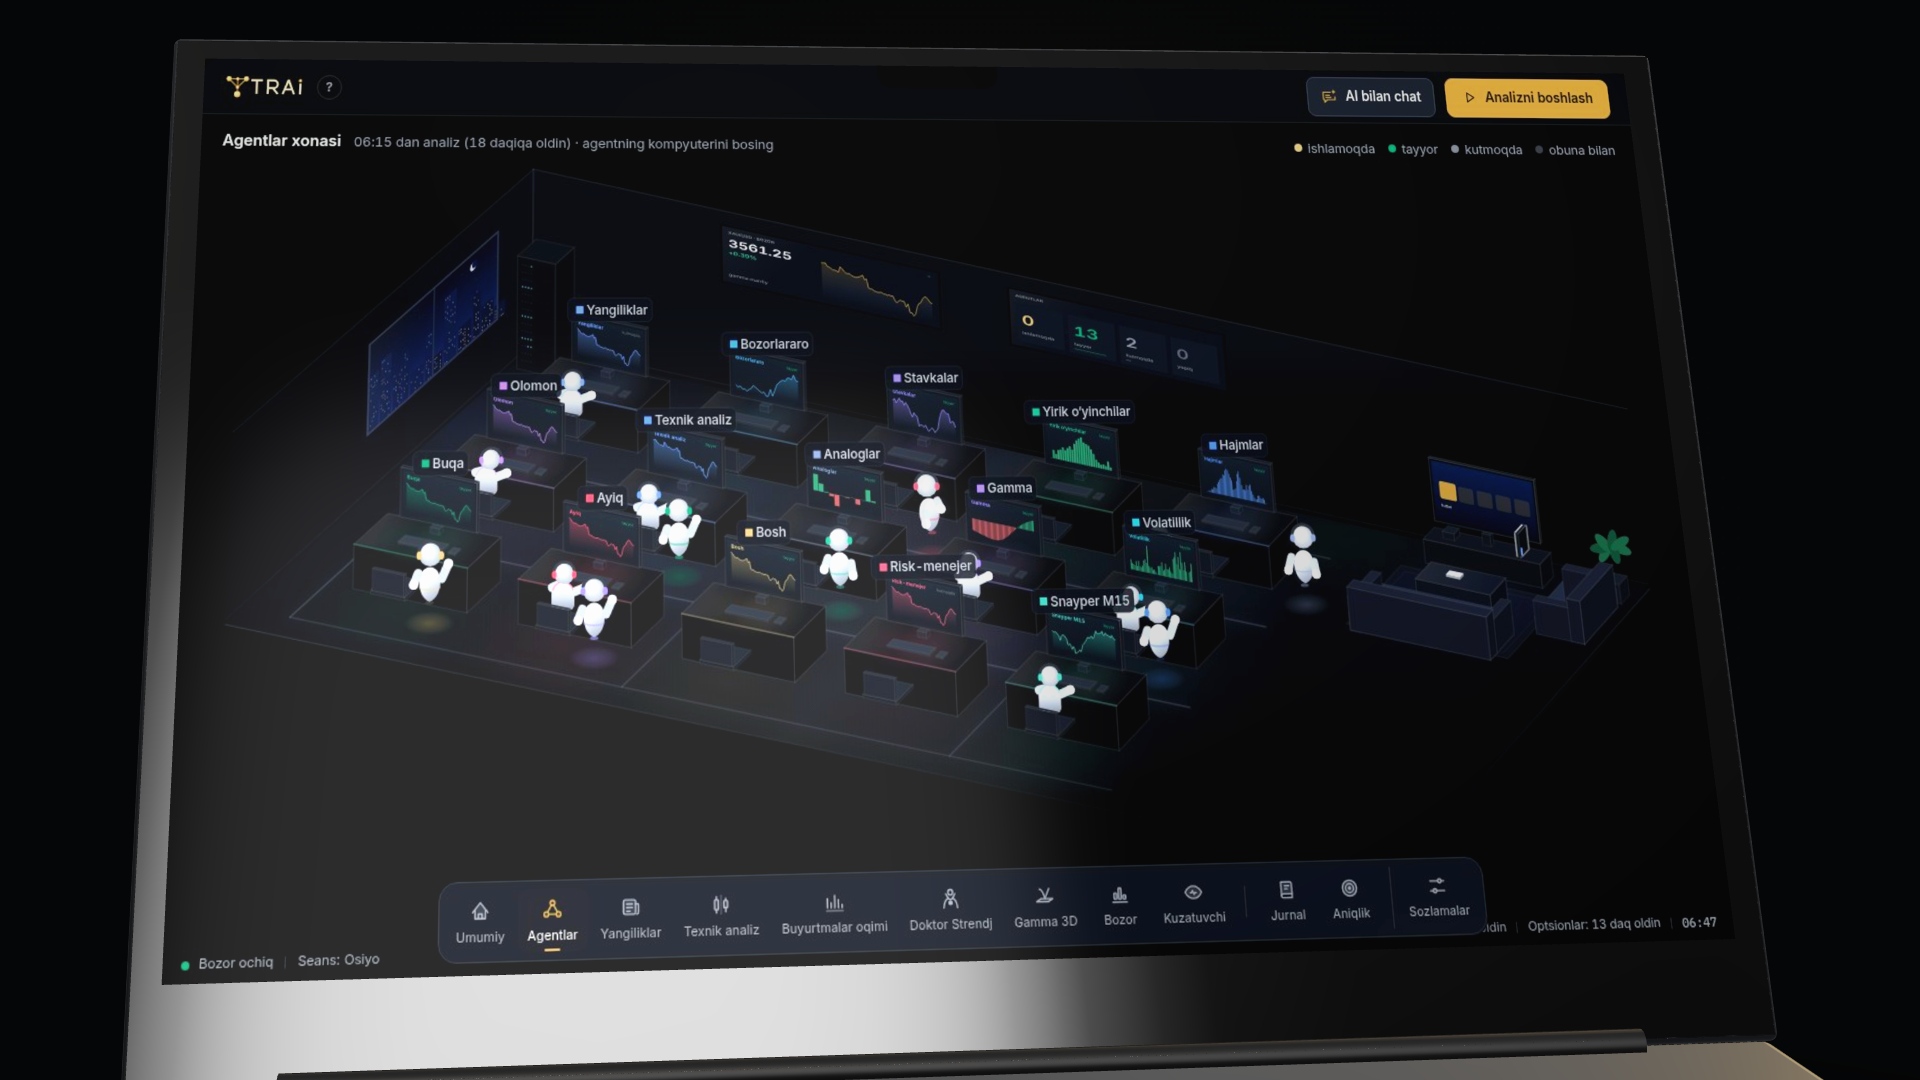 TRAi ?
AI bilan chat
Analizni boshlash
Agentlar xonasi 06:15 dan analiz (18 daqiqa oldin) · agentning kompyuterini bosing
ishlamoqda tayyor kutmoqda obuna bilan
3561.25
+0.39%
0 13 2 0
Yangiliklar
Bozorlararo
Olomon
Stavkalar
Texnik analiz
Yirik o'yinchilar
Buqa
Analoglar
Hajmlar
Ayiq
Gamma
Bosh
Volatillik
Risk-menejer
Snayper M15
Umumiy
Agentlar
Yangiliklar
Texnik analiz
Buyurtmalar oqimi
Doktor Strendj
Gamma 3D
Bozor
Kuzatuvchi
Jurnal
Aniqlik
Sozlamalar
Bozor ochiq Seans: Osiyo
Optsionlar: 13 daq oldin 06:47